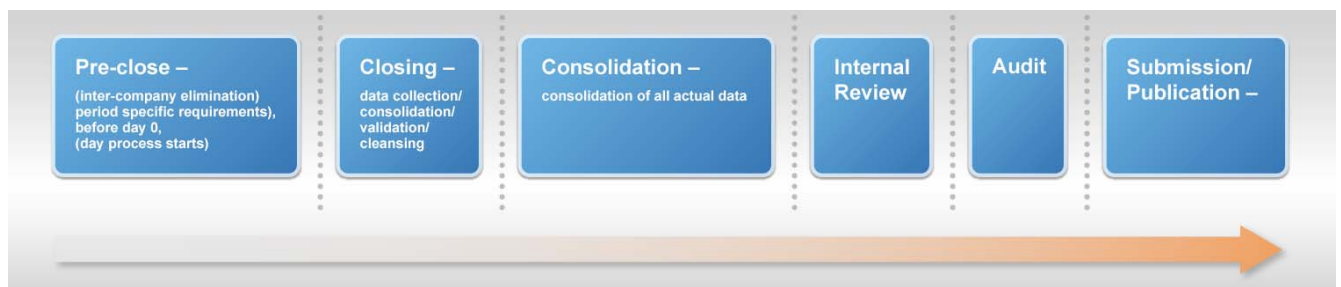 Pre-close –
(inter-company elimination)
period specific requirements),
before day 0,
(day process starts)
Closing –
data collection/
consolidation/
validation/
cleansing
Consolidation –
consolidation of all actual data
Internal
Review
Audit
Submission/
Publication –